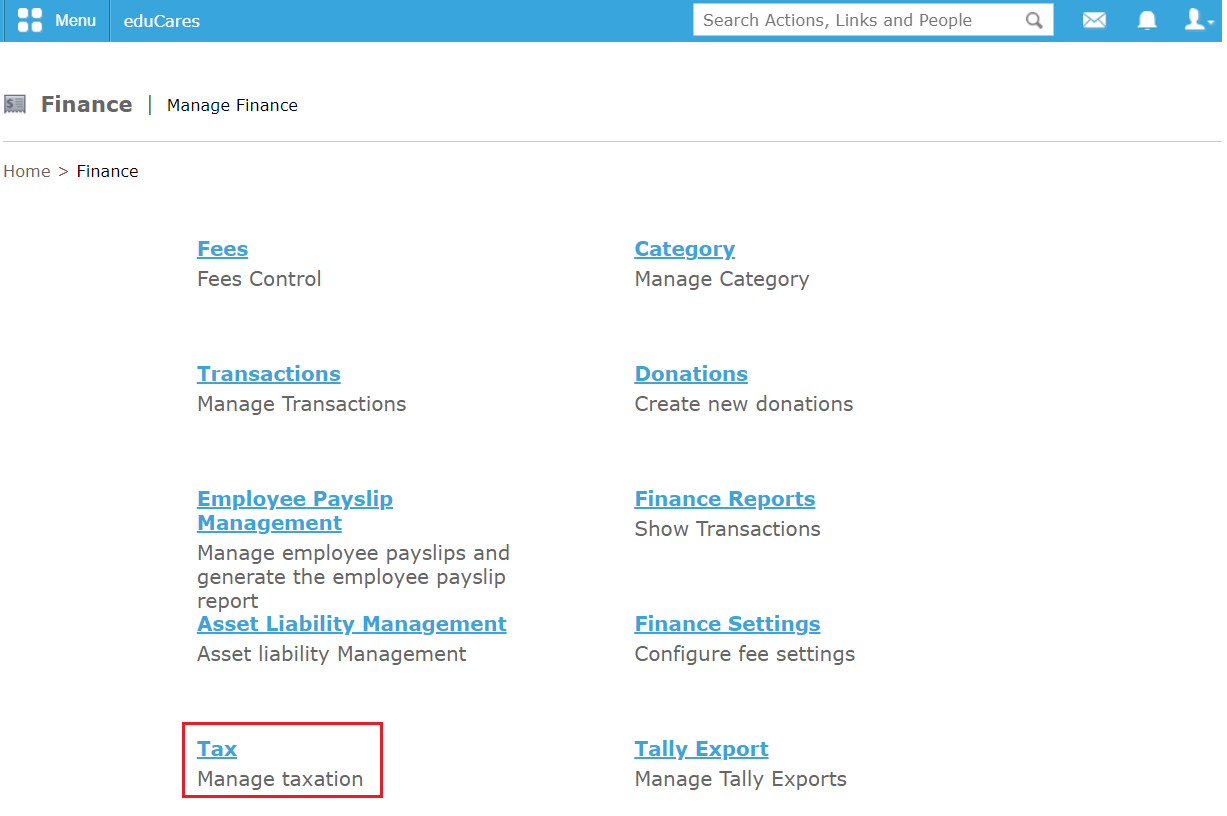 Menu eduCares Search Actions, Links and People
Finance | Manage Finance
Home > Finance
Fees
Fees Control
Category
Manage Category
Transactions
Manage Transactions
Donations
Create new donations
Employee Payslip
Management
Manage employee payslips and
generate the employee payslip
report
Finance Reports
Show Transactions
Asset Liability Management
Asset liability Management
Finance Settings
Configure fee settings
Tax
Manage taxation
Tally Export
Manage Tally Exports